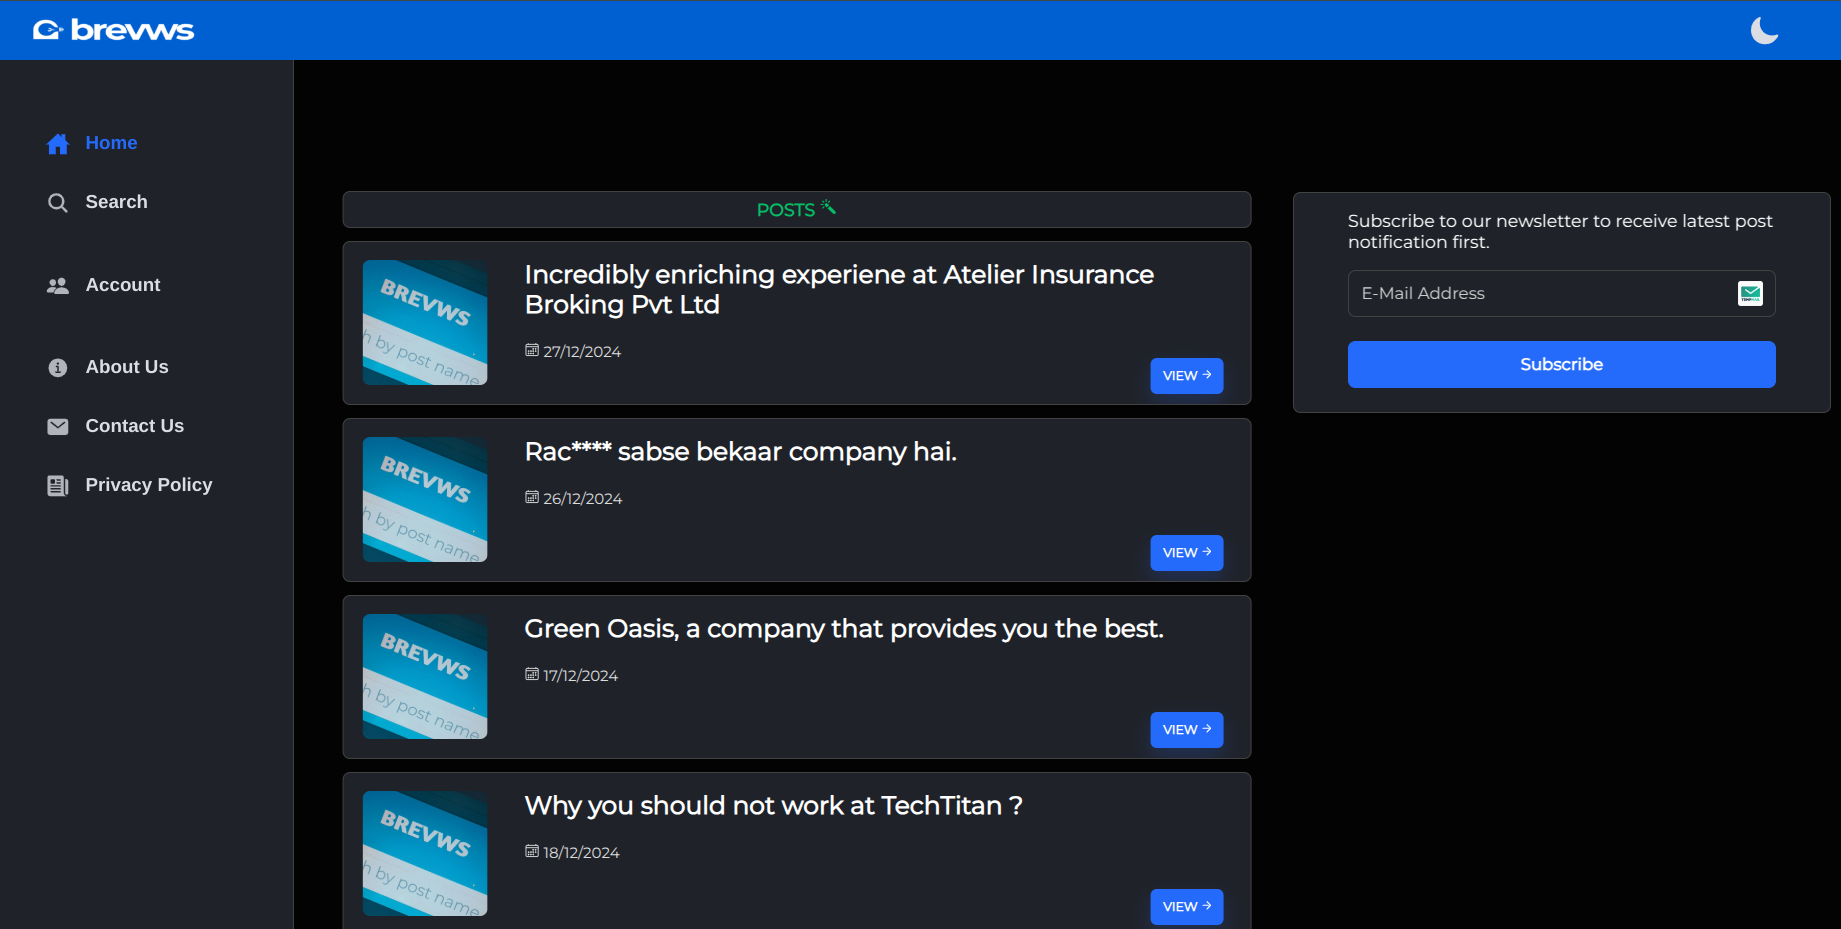 brevws
Home
Search
Account
About Us
Contact Us
Privacy Policy
POSTS
BREVWS
h by post name
Incredibly enriching experiene at Atelier Insurance
Broking Pvt Ltd
27/12/2024
VIEW →
BREVWS
h by post name
Rac**** sabse bekaar company hai.
26/12/2024
VIEW →
BREVWS
h by post name
Green Oasis, a company that provides you the best.
17/12/2024
VIEW →
BREVWS
h by post name
Why you should not work at TechTitan ?
18/12/2024
VIEW →
Subscribe to our newsletter to receive latest post
notification first.
E-Mail Address
Subscribe